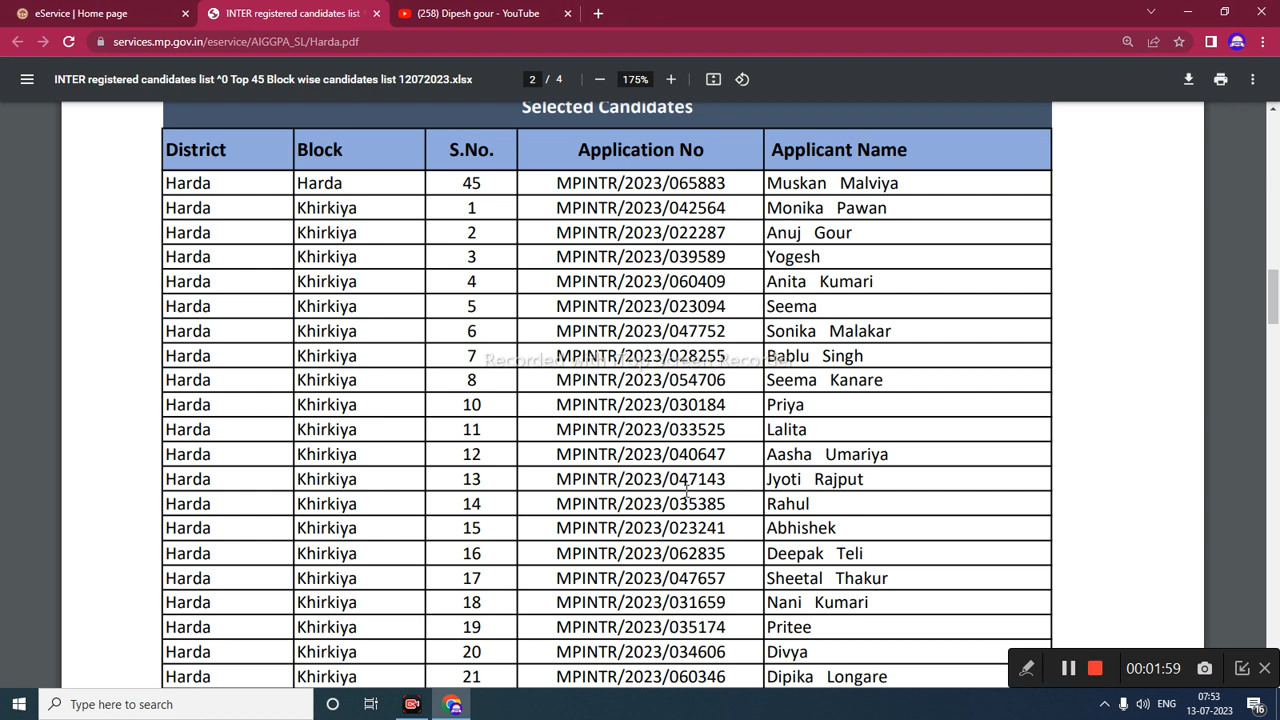 eService | Home page
INTER registered candidates list
(258) Dipesh gour - YouTube
services.mp.gov.in/eservice/AIGGPA_SL/Harda.pdf
INTER registered candidates list ^0 Top 45 Block wise candidates list 12072023.xlsx
2 / 4
175%
Selected Candidates
District Block S.No. Application No Applicant Name
Harda Harda 45 MPINTR/2023/065883 Muskan Malviya
Harda Khirkiya 1 MPINTR/2023/042564 Monika Pawan
Harda Khirkiya 2 MPINTR/2023/022287 Anuj Gour
Harda Khirkiya 3 MPINTR/2023/039589 Yogesh
Harda Khirkiya 4 MPINTR/2023/060409 Anita Kumari
Harda Khirkiya 5 MPINTR/2023/023094 Seema
Harda Khirkiya 6 MPINTR/2023/047752 Sonika Malakar
Harda Khirkiya 7 MPINTR/2023/028255 Bablu Singh
Recorded with Top Screen Recorder
Harda Khirkiya 8 MPINTR/2023/054706 Seema Kanare
Harda Khirkiya 10 MPINTR/2023/030184 Priya
Harda Khirkiya 11 MPINTR/2023/033525 Lalita
Harda Khirkiya 12 MPINTR/2023/040647 Aasha Umariya
Harda Khirkiya 13 MPINTR/2023/047143 Jyoti Rajput
Harda Khirkiya 14 MPINTR/2023/035385 Rahul
Harda Khirkiya 15 MPINTR/2023/023241 Abhishek
Harda Khirkiya 16 MPINTR/2023/062835 Deepak Teli
Harda Khirkiya 17 MPINTR/2023/047657 Sheetal Thakur
Harda Khirkiya 18 MPINTR/2023/031659 Nani Kumari
Harda Khirkiya 19 MPINTR/2023/035174 Pritee
Harda Khirkiya 20 MPINTR/2023/034606 Divya
Harda Khirkiya 21 MPINTR/2023/060346 Dipika Longare
00:01:59
Type here to search
ENG
07:53
13-07-2023
16